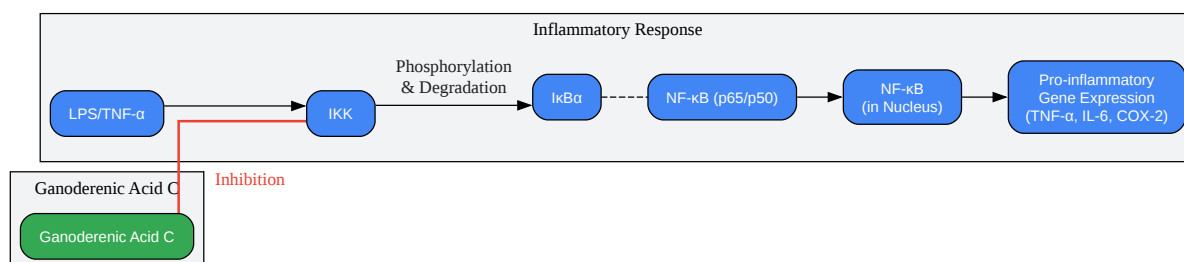 Inflammatory Response
LPS/TNF-α
IKK
Phosphorylation
& Degradation
IκBα
NF-κB (p65/p50)
NF-κB
(in Nucleus)
Pro-inflammatory
Gene Expression
(TNF-α, IL-6, COX-2)
Inhibition
Ganoderenic Acid C
Ganoderenic Acid C